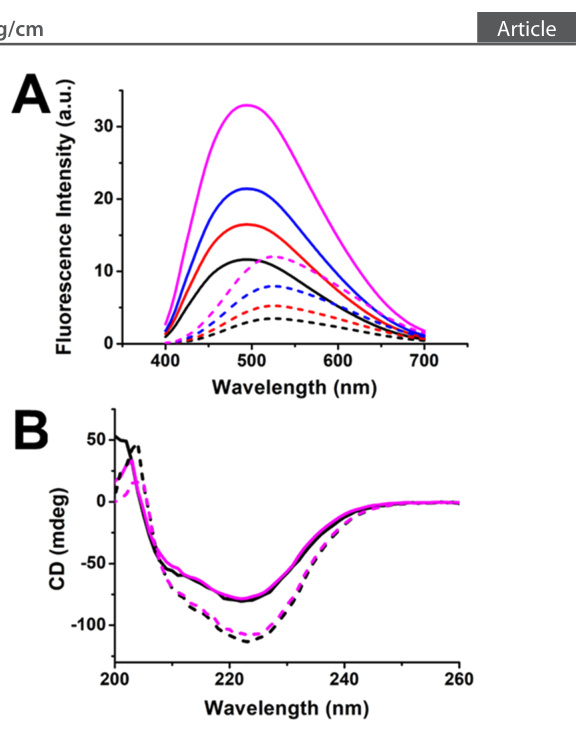 g/cm
Article
A
Fluorescence Intensity (a.u.)
30
20
10
0
400 500 600 700
Wavelength (nm)
B
CD (mdeg)
50
0
-50
-100
200 220 240 260
Wavelength (nm)